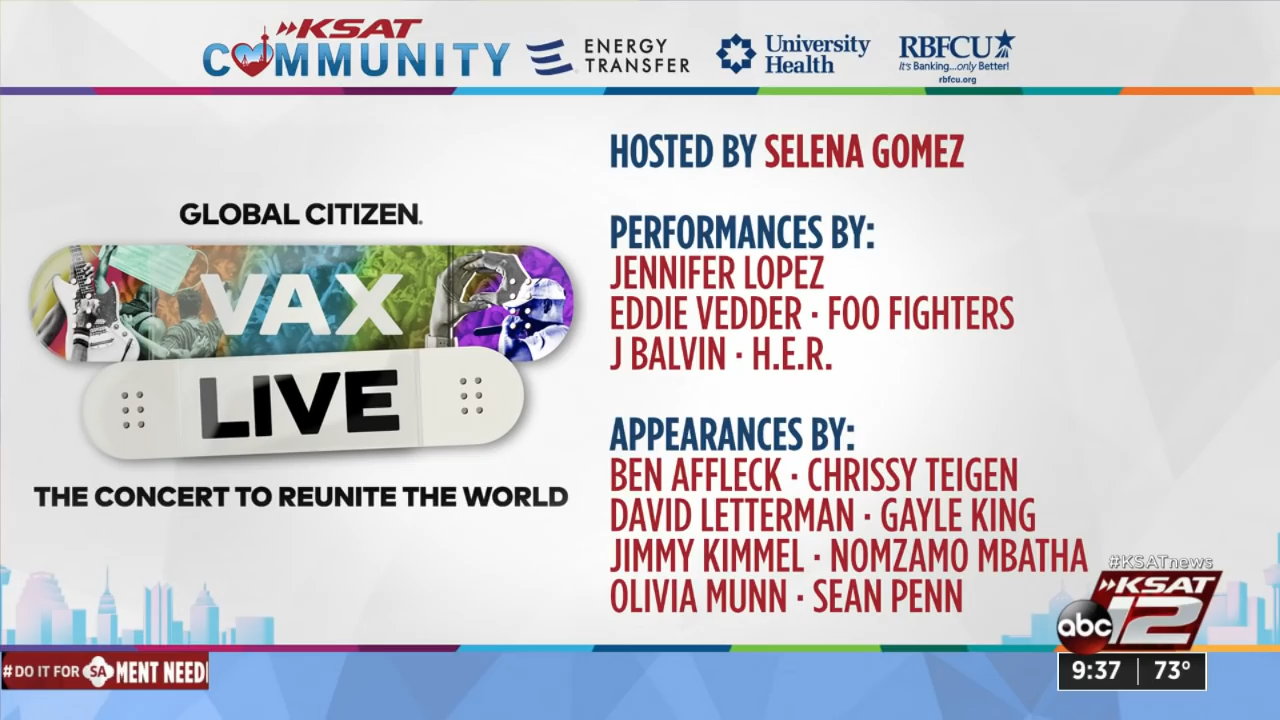 KSAT
COMMUNITY
ENERGY
TRANSFER
University
Health
RBFCU
It's Banking...only Better!
rbfcu.org
HOSTED BY SELENA GOMEZ
GLOBAL CITIZEN.
VAX
LIVE
THE CONCERT TO REUNITE THE WORLD
PERFORMANCES BY:
JENNIFER LOPEZ
EDDIE VEDDER · FOO FIGHTERS
J BALVIN · H.E.R.
APPEARANCES BY:
BEN AFFLECK · CHRISSY TEIGEN
DAVID LETTERMAN · GAYLE KING
JIMMY KIMMEL · NOMZAMO MBATHA
OLIVIA MUNN · SEAN PENN
#KSATnews
KSAT
abc 12
#DO IT FOR SA MENT NEED
9:37 73°